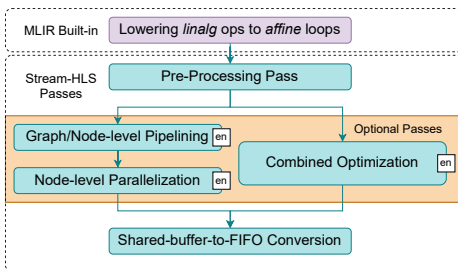 MLIR Built-in
Lowering linalg ops to affine loops
Stream-HLS
Passes
Pre-Processing Pass
Optional Passes
Graph/Node-level Pipelining
en
Node-level Parallelization
en
Combined Optimization
en
Shared-buffer-to-FIFO Conversion